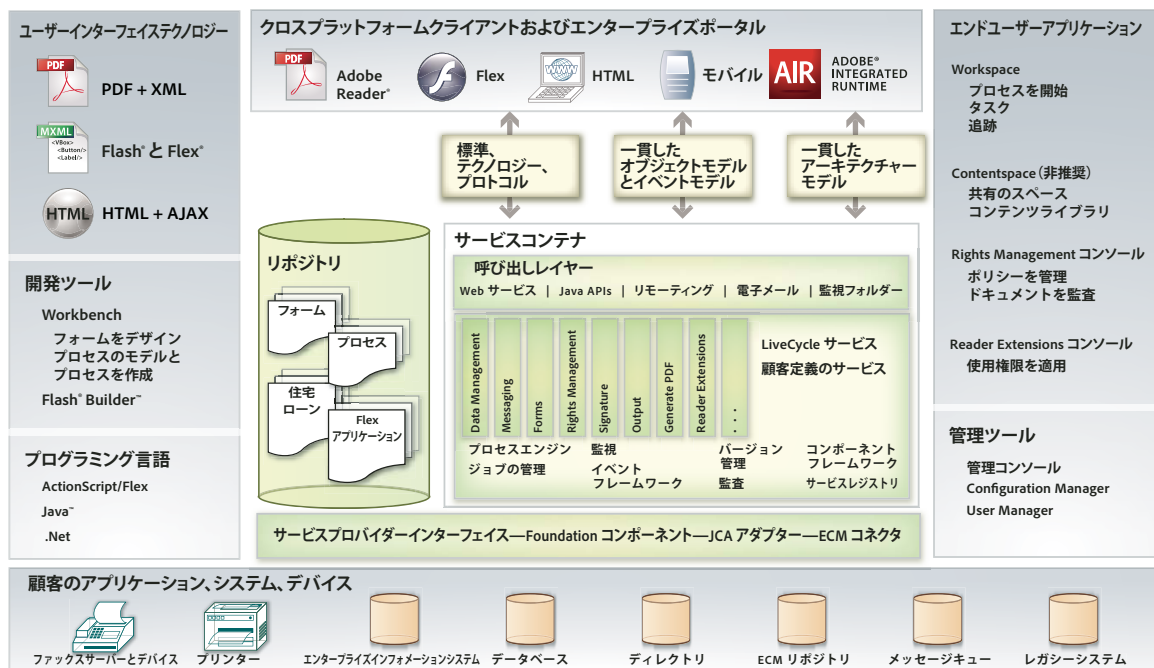 ユーザーインターフェイステクノロジー
PDF
PDF + XML
MXML
<VBox>
<Button/>
<Label/>
Flash® と Flex®
HTML
HTML + AJAX
開発ツール
Workbench
フォームをデザイン
プロセスのモデルと
プロセスを作成
Flash® Builder™
プログラミング言語
ActionScript/Flex
Java™
.Net
クロスプラットフォームクライアントおよびエンタープライズポータル
PDF
Adobe
Reader®
Flex
WWW
HTML
モバイル
AIR
ADOBE®
INTEGRATED
RUNTIME
標準、
テクノロジー、
プロトコル
一貫した
オブジェクトモデル
とイベントモデル
一貫した
アーキテクチャー
モデル
リポジトリ
フォーム
プロセス
住宅
ローン
Flex
アプリケーション
サービスコンテナ
呼び出しレイヤー
Web サービス | Java APIs | リモーティング | 電子メール | 監視フォルダー
Data Management
Messaging
Forms
Rights Management
Signature
Output
Generate PDF
Reader Extensions
. . .
LiveCycle サービス
顧客定義のサービス
プロセスエンジン
ジョブの管理
監視
イベント
フレームワーク
バージョン
管理
監査
コンポーネント
フレームワーク
サービスレジストリ
サービスプロバイダーインターフェイス—Foundation コンポーネント—JCA アダプター—ECM コネクタ
エンドユーザーアプリケーション
Workspace
プロセスを開始
タスク
追跡
Contentspace（非推奨）
共有のスペース
コンテンツライブラリ
Rights Management コンソール
ポリシーを管理
ドキュメントを監査
Reader Extensions コンソール
使用権限を適用
管理ツール
管理コンソール
Configuration Manager
User Manager
顧客のアプリケーション、システム、デバイス
ファックスサーバーとデバイス
プリンター
エンタープライズインフォメーションシステム
データベース
ディレクトリ
ECM リポジトリ
メッセージキュー
レガシーシステム